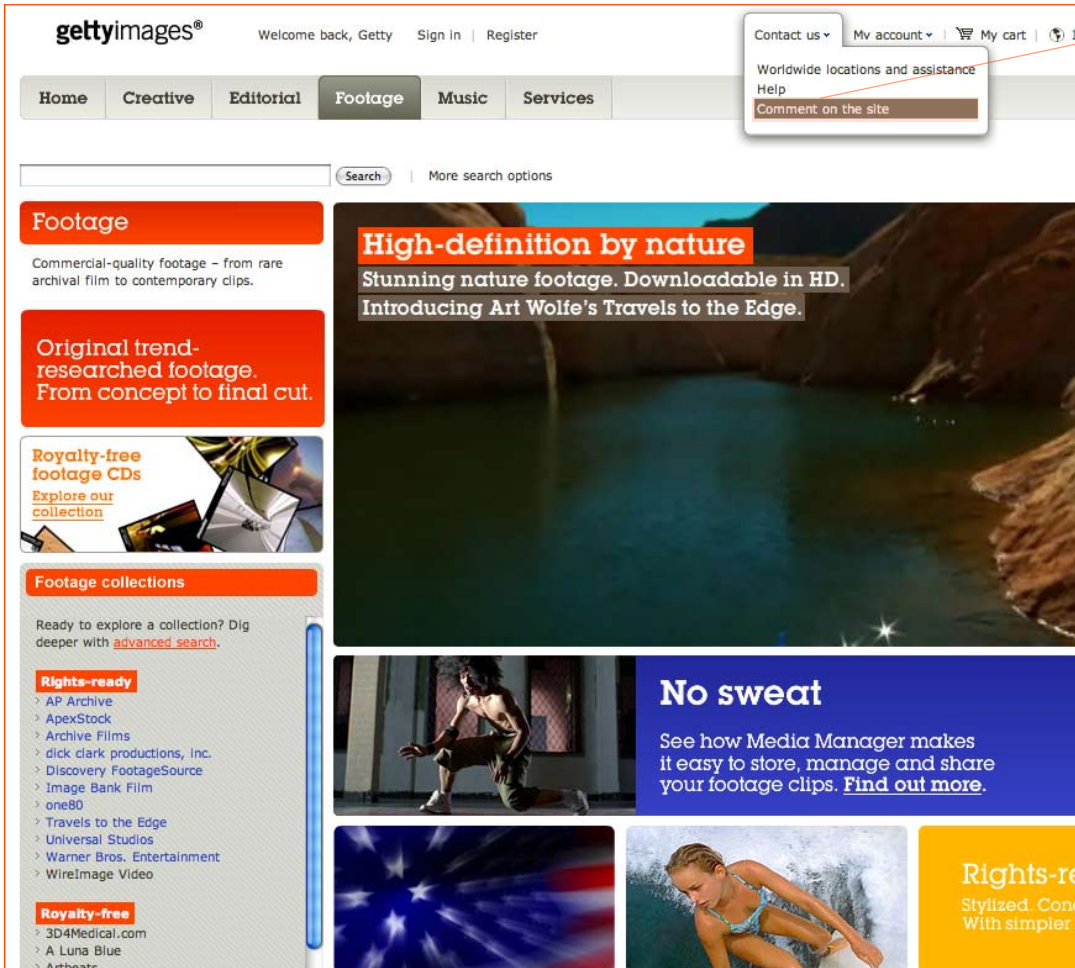 gettyimages®
Welcome back, Getty Sign in | Register
Contact us My account | My cart |
Worldwide locations and assistance
Help
Comment on the site
Home Creative Editorial Footage Music Services
Search | More search options
Footage
Commercial-quality footage – from rare
archival film to contemporary clips.
Original trend-
researched footage.
From concept to final cut.
Royalty-free
footage CDs
Explore our
collection
Footage collections
Ready to explore a collection? Dig
deeper with advanced search.
Rights-ready
› AP Archive
› ApexStock
› Archive Films
› dick clark productions, inc.
› Discovery FootageSource
› Image Bank Film
› one80
› Travels to the Edge
› Universal Studios
› Warner Bros. Entertainment
› WireImage Video
Royalty-free
› 3D4Medical.com
› A Luna Blue
› Artbeats
High-definition by nature
Stunning nature footage. Downloadable in HD.
Introducing Art Wolfe's Travels to the Edge.
No sweat
See how Media Manager makes
it easy to store, manage and share
your footage clips. Find out more.
Rights-re
Stylized. Con
With simpler